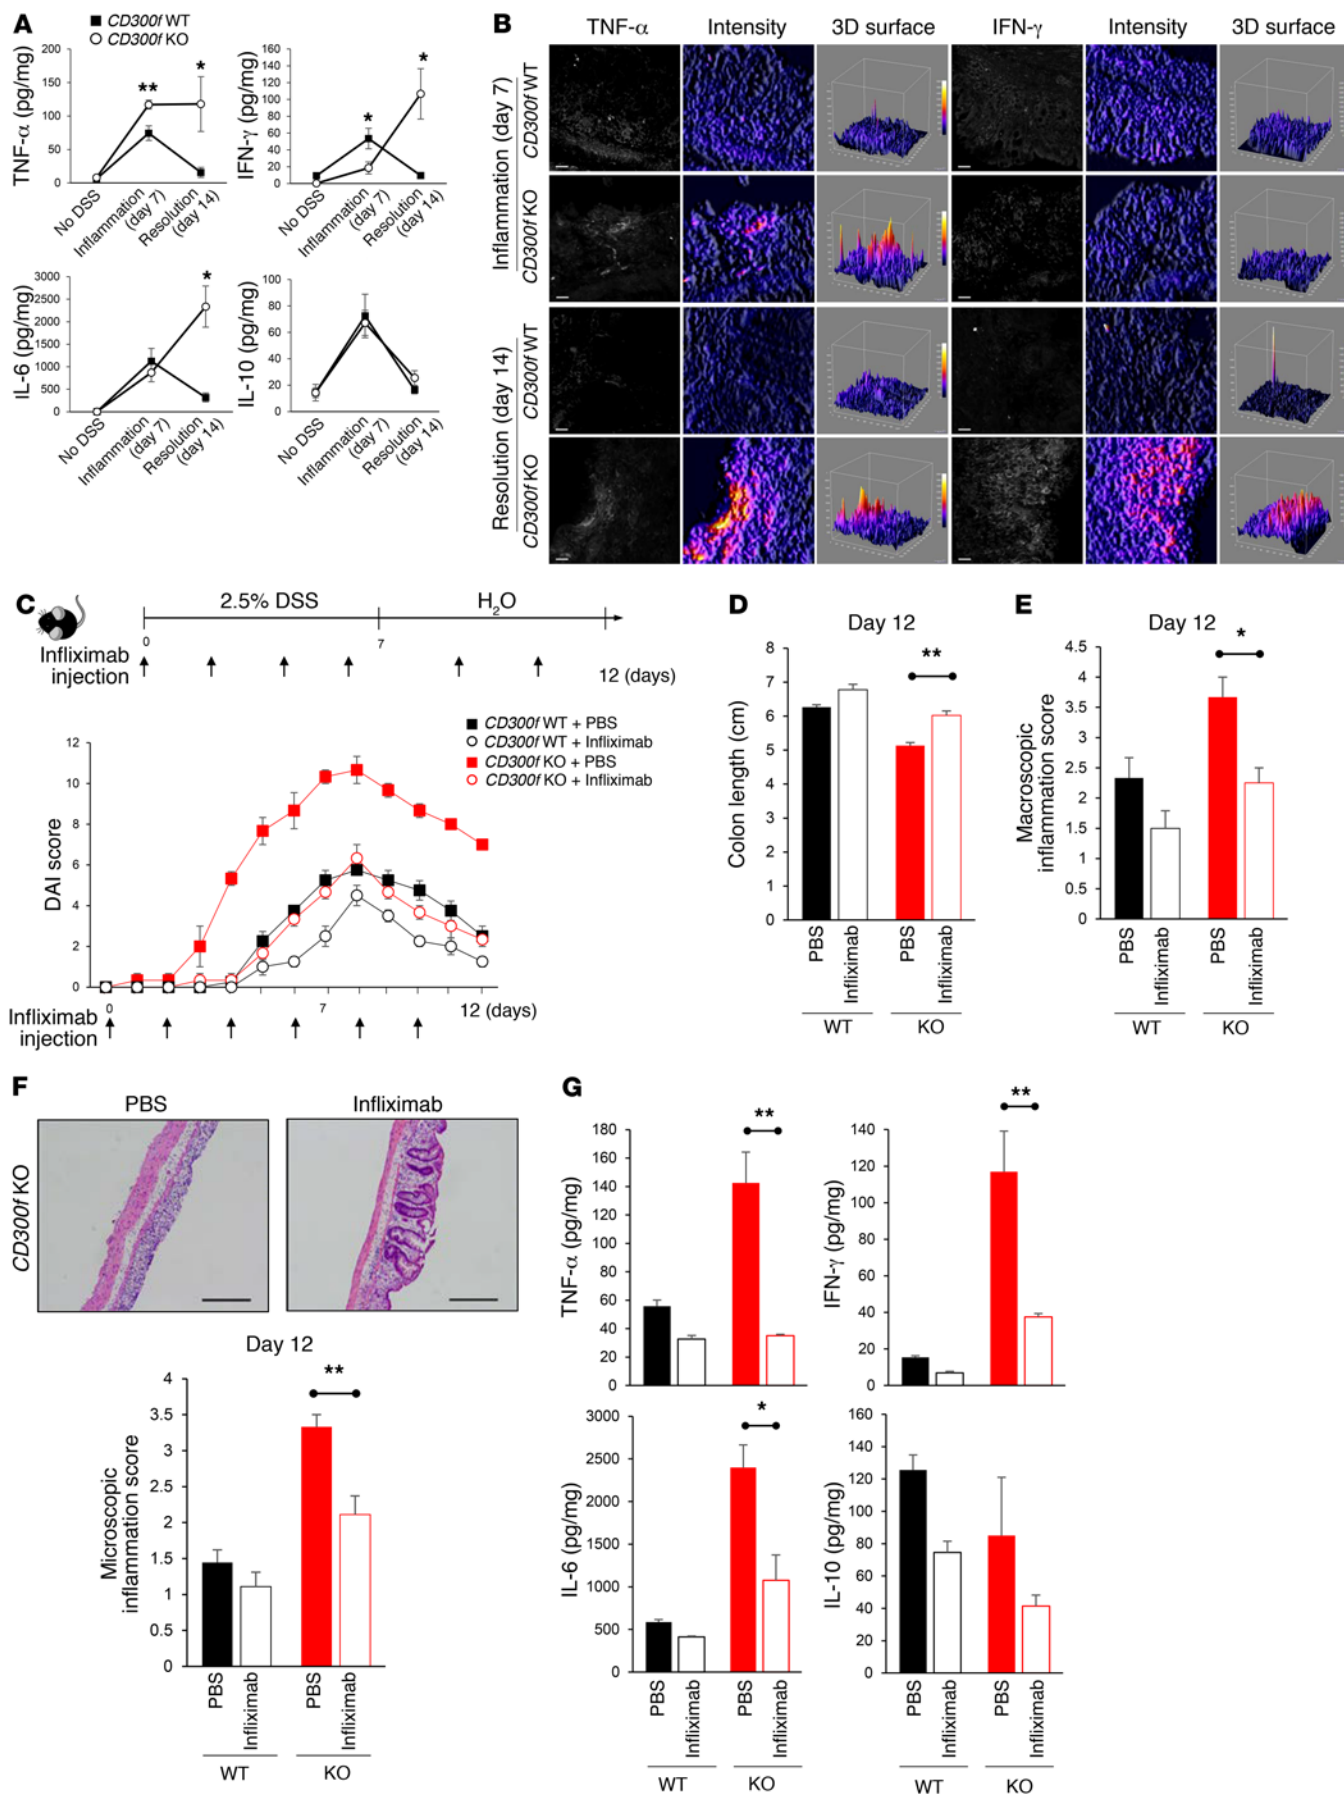 A
CD300f WT
CD300f KO
TNF-α (pg/mg)
200
150
100
50
0
**
*
No DSS
Inflammation
(day 7)
Resolution
(day 14)
IFN-γ (pg/mg)
160
140
120
100
80
60
40
20
0
*
*
No DSS
Inflammation
(day 7)
Resolution
(day 14)
IL-6 (pg/mg)
3000
2500
2000
1500
1000
500
0
*
No DSS
Inflammation
(day 7)
Resolution
(day 14)
IL-10 (pg/mg)
100
80
60
40
20
0
No DSS
Inflammation
(day 7)
Resolution
(day 14)
B
TNF-α Intensity 3D surface IFN-γ Intensity 3D surface
Inflammation (day 7)
CD300f WT
CD300f KO
Resolution (day 14)
CD300f WT
CD300f KO
C
2.5% DSS
H2O
0
7
Infliximab
injection
12 (days)
CD300f WT + PBS
CD300f WT + Infliximab
CD300f KO + PBS
CD300f KO + Infliximab
DAI score
12
10
8
6
4
2
0
0
7
12 (days)
Infliximab
injection
D
Day 12
Colon length (cm)
8
7
6
5
4
3
2
1
0
**
PBS
Infliximab
PBS
Infliximab
WT
KO
E
Day 12
Macroscopic
inflammation score
4.5
4
3.5
3
2.5
2
1.5
1
0.5
0
*
PBS
Infliximab
PBS
Infliximab
WT
KO
F
PBS
Infliximab
CD300f KO
Day 12
Microscopic
inflammation score
4
3.5
3
2.5
2
1.5
1
0.5
0
**
PBS
Infliximab
PBS
Infliximab
WT
KO
G
TNF-α (pg/mg)
180
160
140
120
100
80
60
40
20
0
**
IFN-γ (pg/mg)
140
120
100
80
60
40
20
0
**
IL-6 (pg/mg)
3000
2500
2000
1500
1000
500
0
*
PBS
Infliximab
PBS
Infliximab
WT
KO
IL-10 (pg/mg)
160
140
120
100
80
60
40
20
0
PBS
Infliximab
PBS
Infliximab
WT
KO